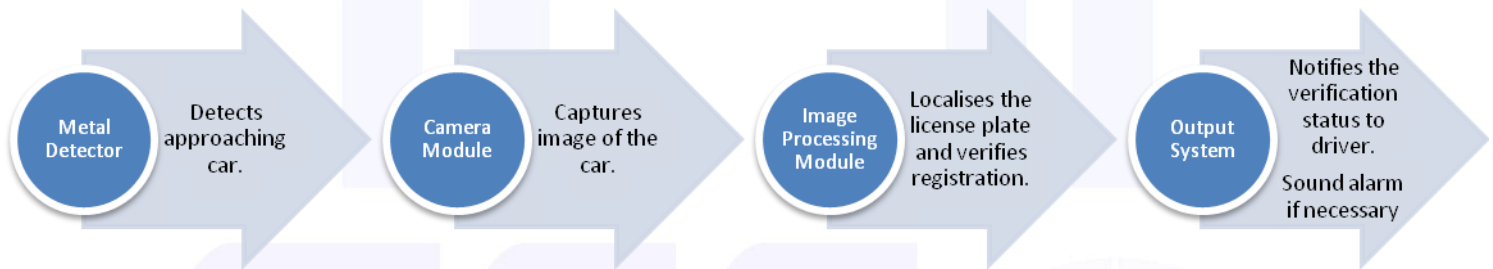 Metal
Detector
Detects
approaching
car.
Camera
Module
Captures
image of the
car.
Image
Processing
Module
Localises the
license plate
and verifies
registration.
Output
System
Notifies the
verification
status to
driver.
Sound alarm
if necessary